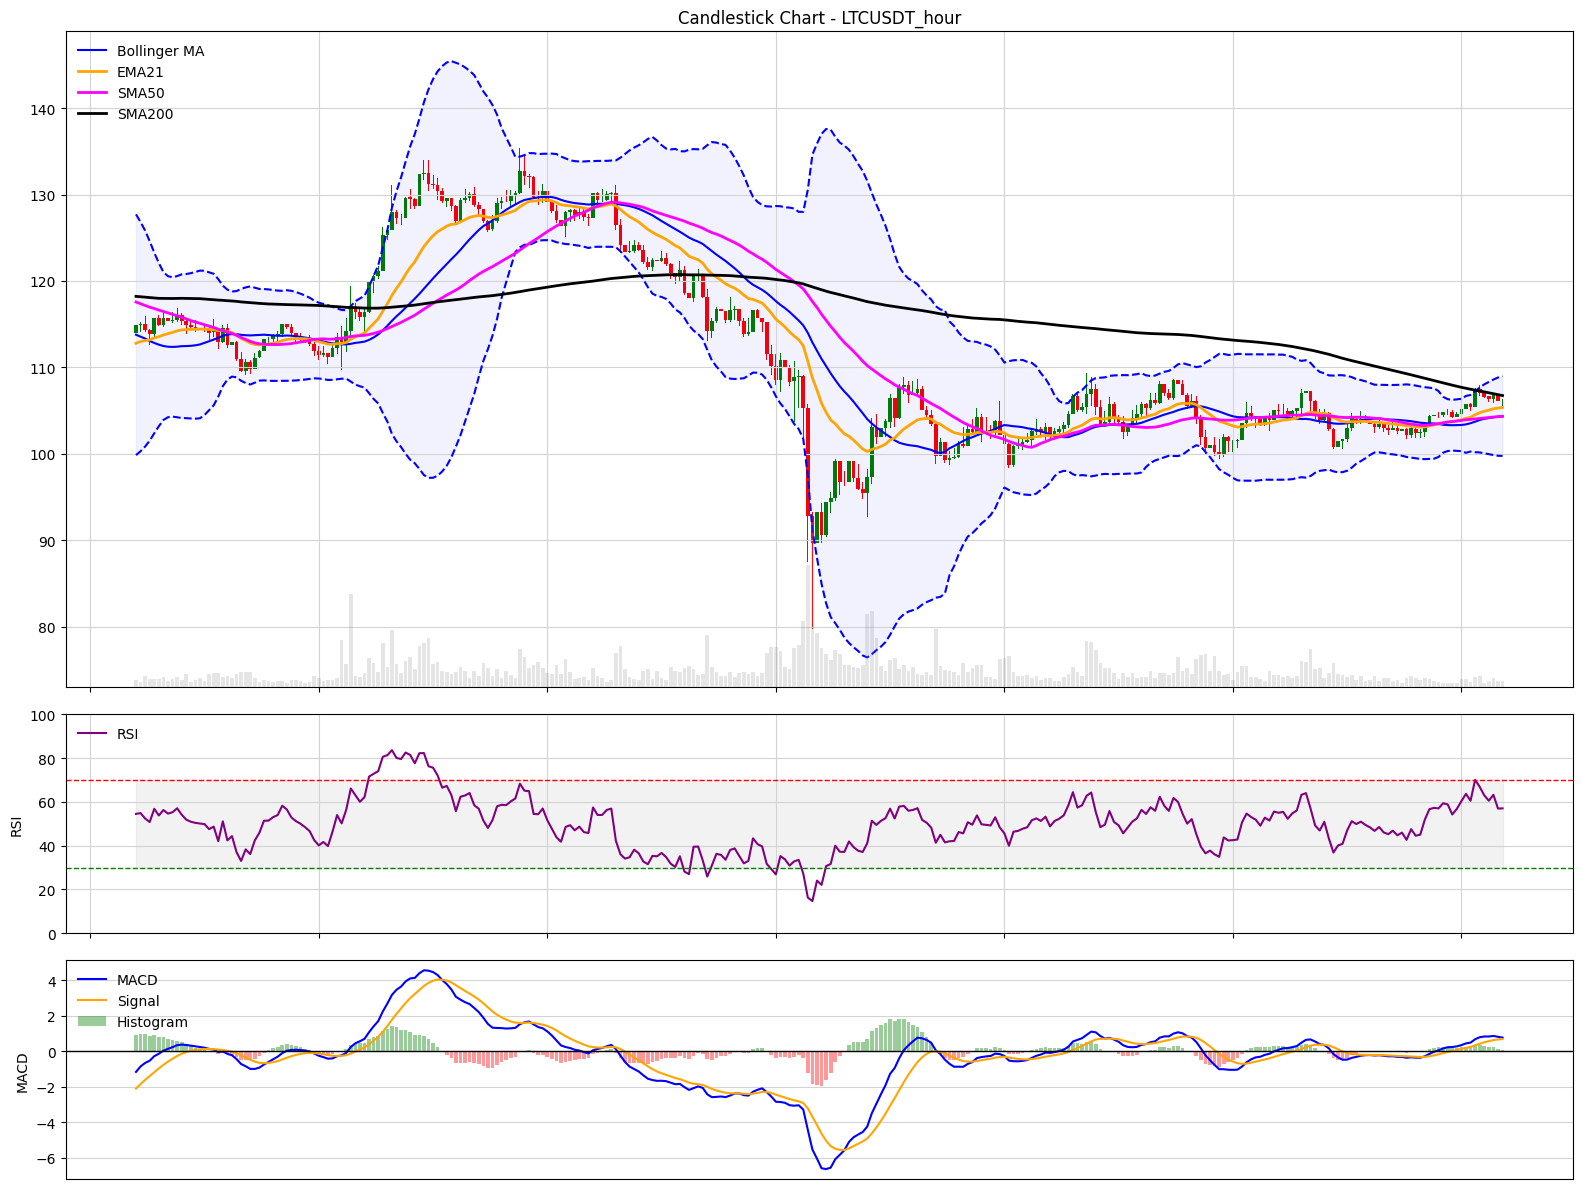 Candlestick Chart - LTCUSDT_hour
Bollinger MA
EMA21
SMA50
SMA200
140
130
120
110
100
90
80
RSI
100
80
60
40
20
0
RSI
MACD
Signal
Histogram
4
2
0
−2
−4
−6
MACD